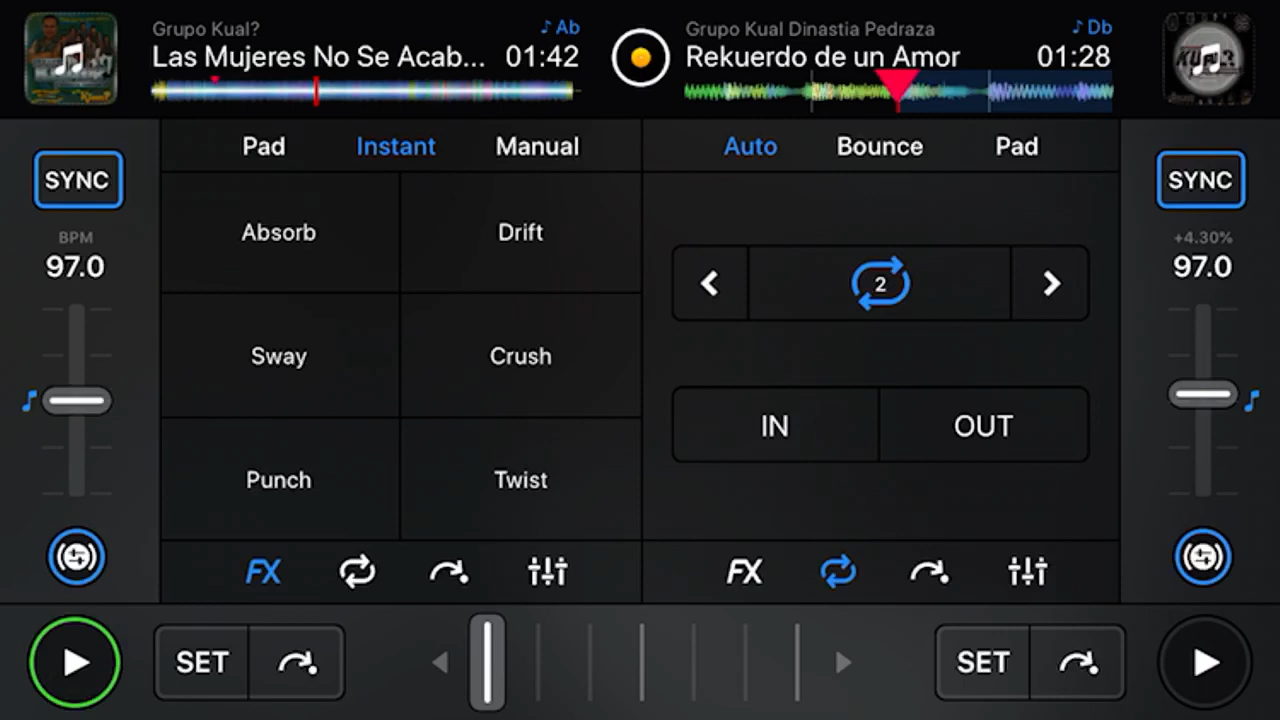 Grupo Kual?
♪ Ab
Las Mujeres No Se Acab... 01:42
Grupo Kual Dinastia Pedraza
♪ Db
Rekuerdo de un Amor 01:28
SYNC
BPM
97.0
Pad Instant Manual
Absorb Drift
Sway Crush
Punch Twist
FX
Auto Bounce Pad
2
IN OUT
FX
SYNC
+4.30%
97.0
SET
SET